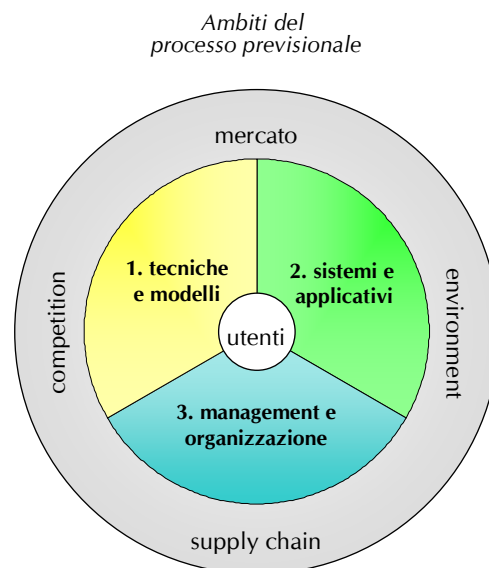 Ambiti del
processo previsionale
mercato
1. tecniche
e modelli
2. sistemi e
applicativi
competition
utenti
environment
3. management e
organizzazione
supply chain